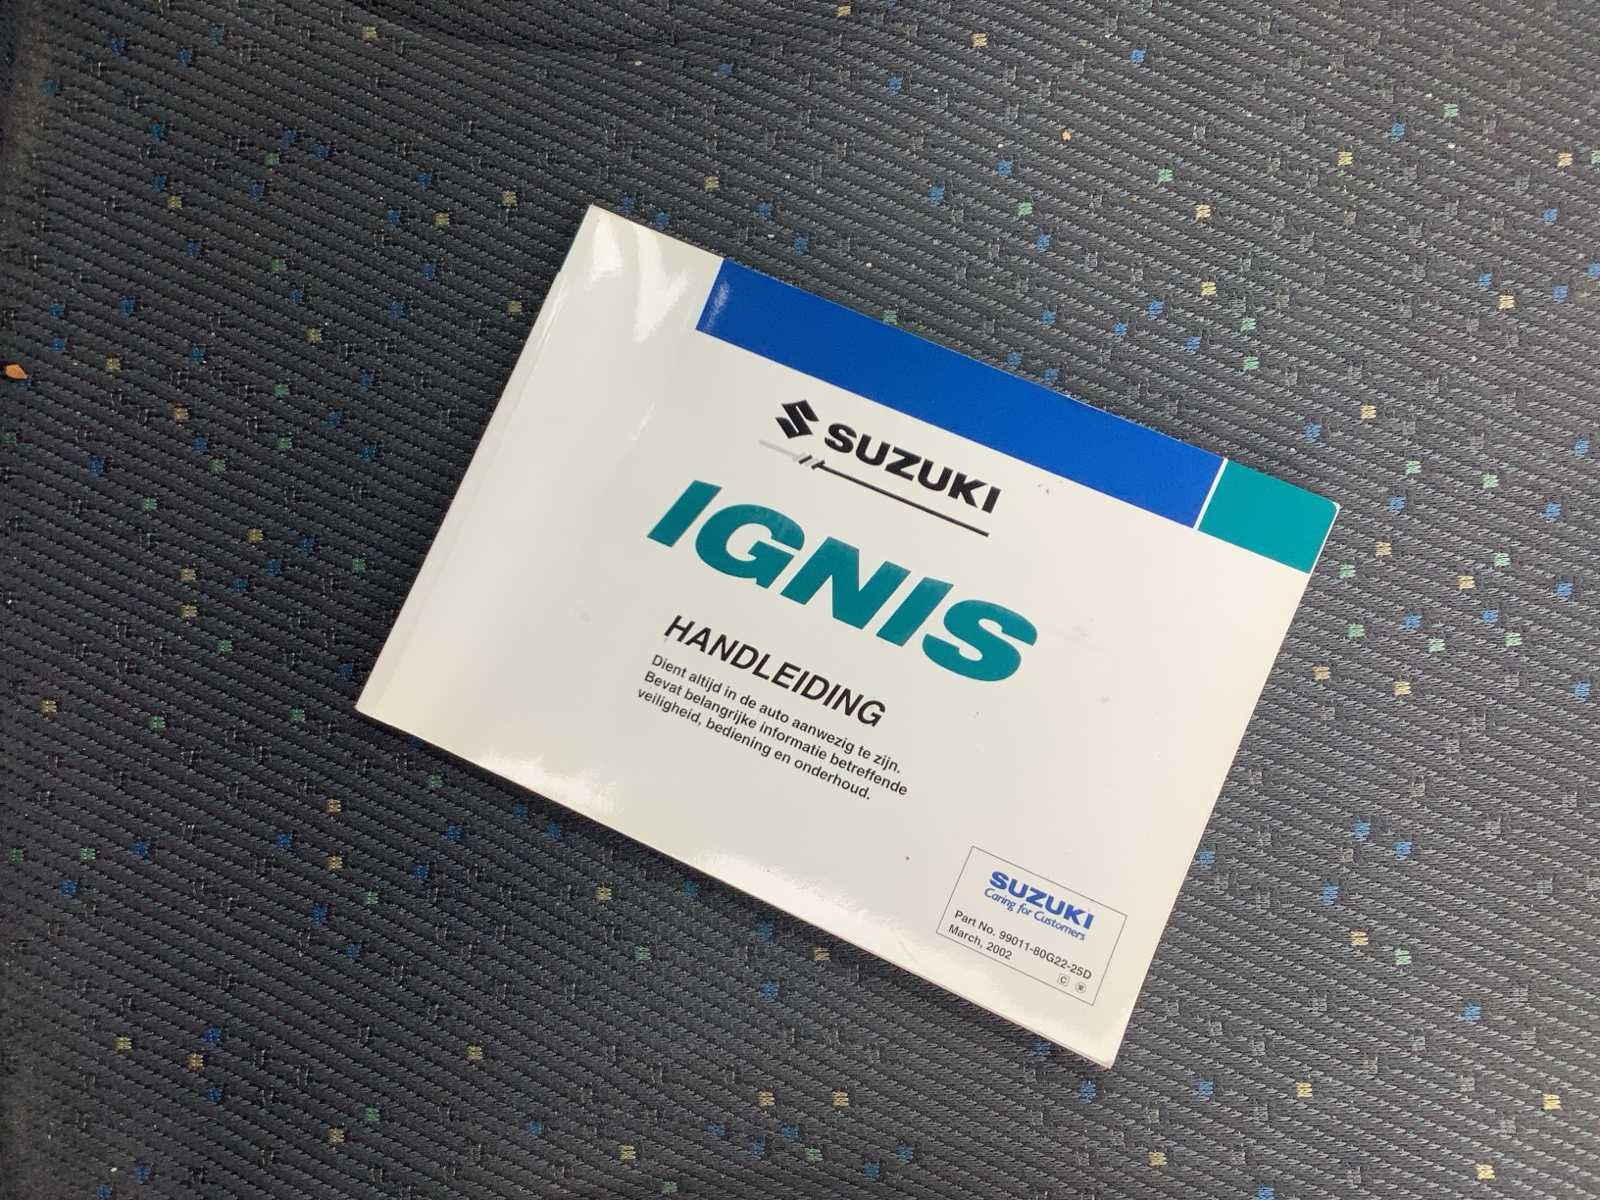 SUZUKI
IGNIS
HANDLEIDING
Dient altijd in de auto aanwezig te zijn.
Bevat belangrijke informatie betreffende
veiligheid, bediening en onderhoud.
SUZUKI
Caring for Customers
Part No. 99011-80G22-25D
March, 2002
C